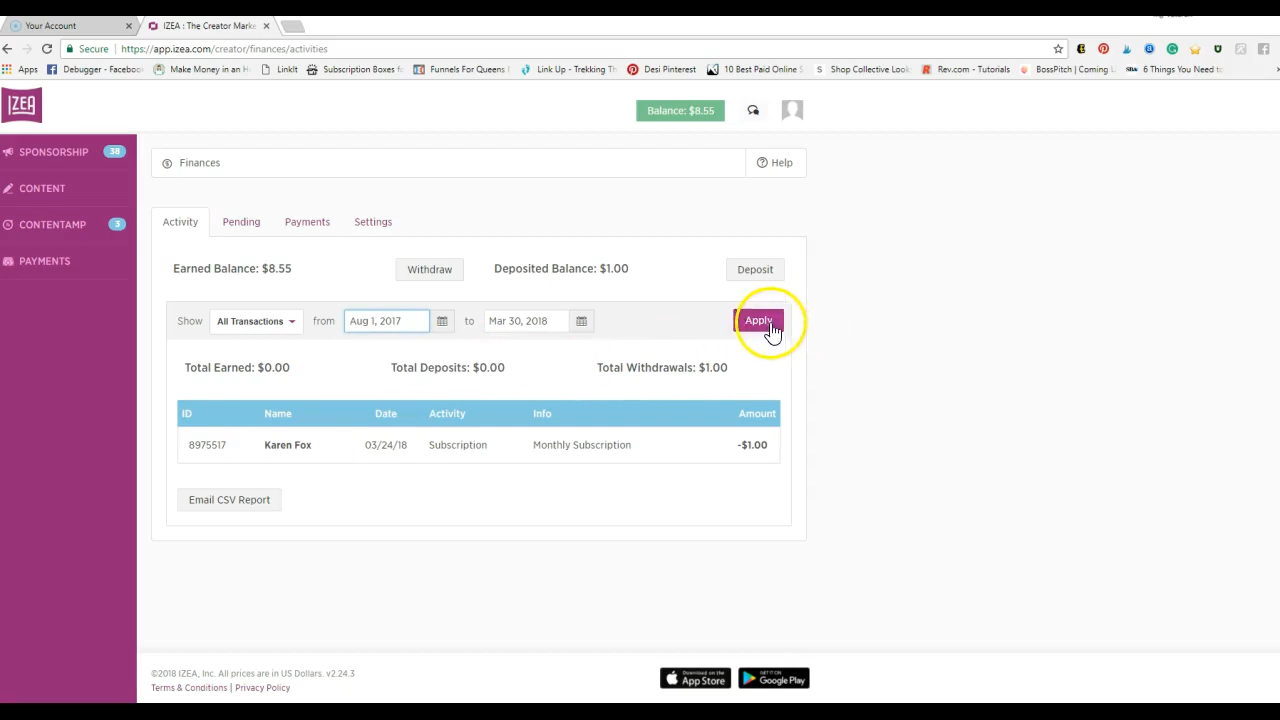 Your Account
IZEA : The Creator Marke
Secure | https://app.izea.com/creator/finances/activities
Apps Debugger - Faceboo Make Money in an H LinkIt Subscription Boxes fo Funnels For Queens Link Up - Trekking Th Desi Pinterest 10 Best Paid Online S Shop Collective Look Rev.com - Tutorials BossPitch | Coming U 6 Things You Need to
IZEA
Balance: $8.55
SPONSORSHIP 38
CONTENT
CONTENTAMP 3
PAYMENTS
Finances
Help
Activity Pending Payments Settings
Earned Balance: $8.55 Withdraw Deposited Balance: $1.00 Deposit
Show All Transactions from Aug 1, 2017 to Mar 30, 2018 Apply
Total Earned: $0.00 Total Deposits: $0.00 Total Withdrawals: $1.00
ID Name Date Activity Info Amount
8975517 Karen Fox 03/24/18 Subscription Monthly Subscription -$1.00
Email CSV Report
©2018 IZEA, Inc. All prices are in US Dollars. v2.24.3
Terms & Conditions | Privacy Policy
Download on the App Store
GET IT ON Google Play